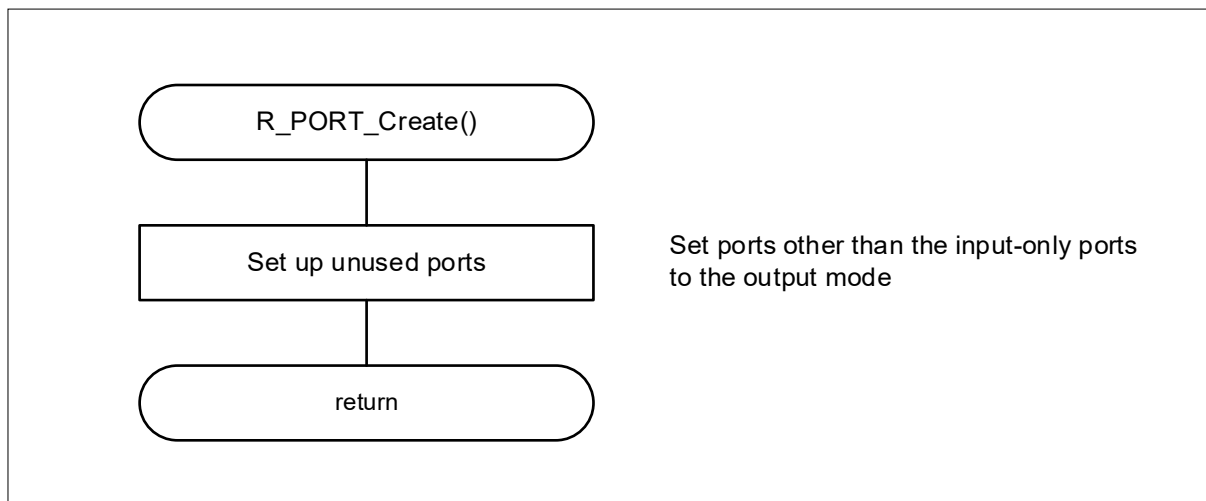 R_PORT_Create()
Set up unused ports
Set ports other than the input-only ports
to the output mode
return